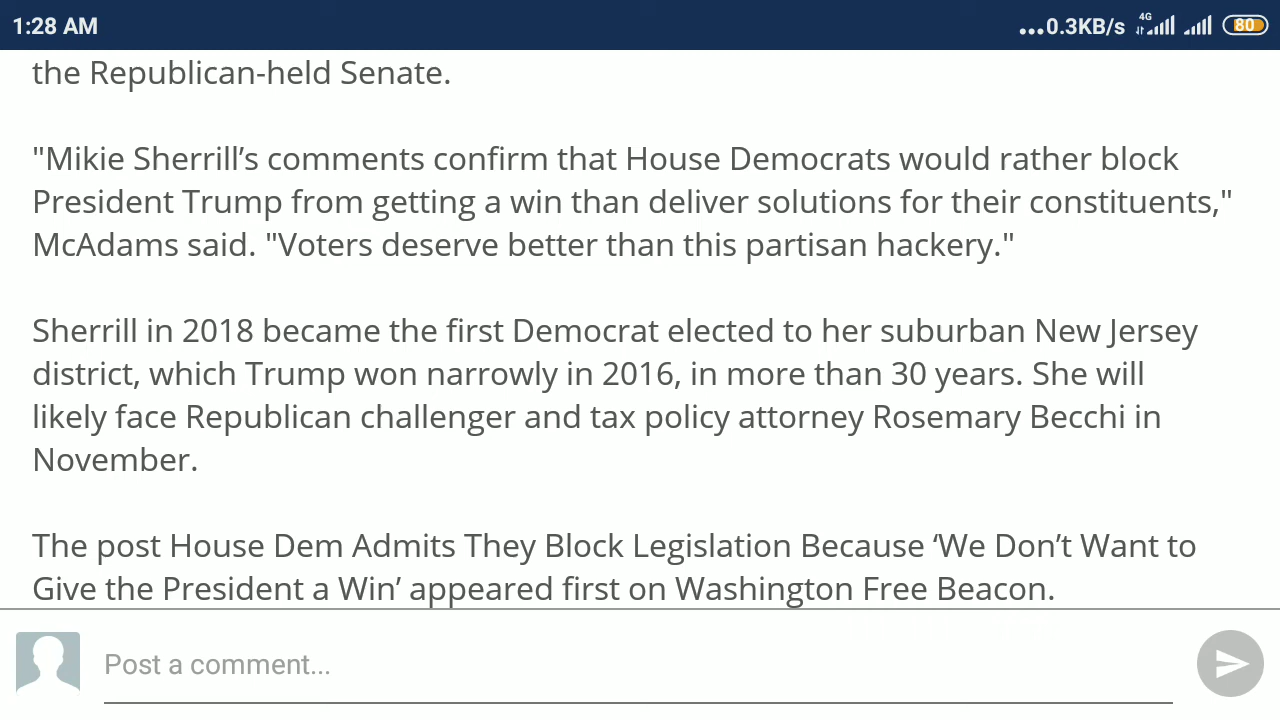 1:28 AM
...0.3KB/s 4G 80
the Republican-held Senate.
"Mikie Sherrill’s comments confirm that House Democrats would rather block
President Trump from getting a win than deliver solutions for their constituents,"
McAdams said. "Voters deserve better than this partisan hackery."
Sherrill in 2018 became the first Democrat elected to her suburban New Jersey
district, which Trump won narrowly in 2016, in more than 30 years. She will
likely face Republican challenger and tax policy attorney Rosemary Becchi in
November.
The post House Dem Admits They Block Legislation Because ‘We Don’t Want to
Give the President a Win’ appeared first on Washington Free Beacon.
Post a comment...